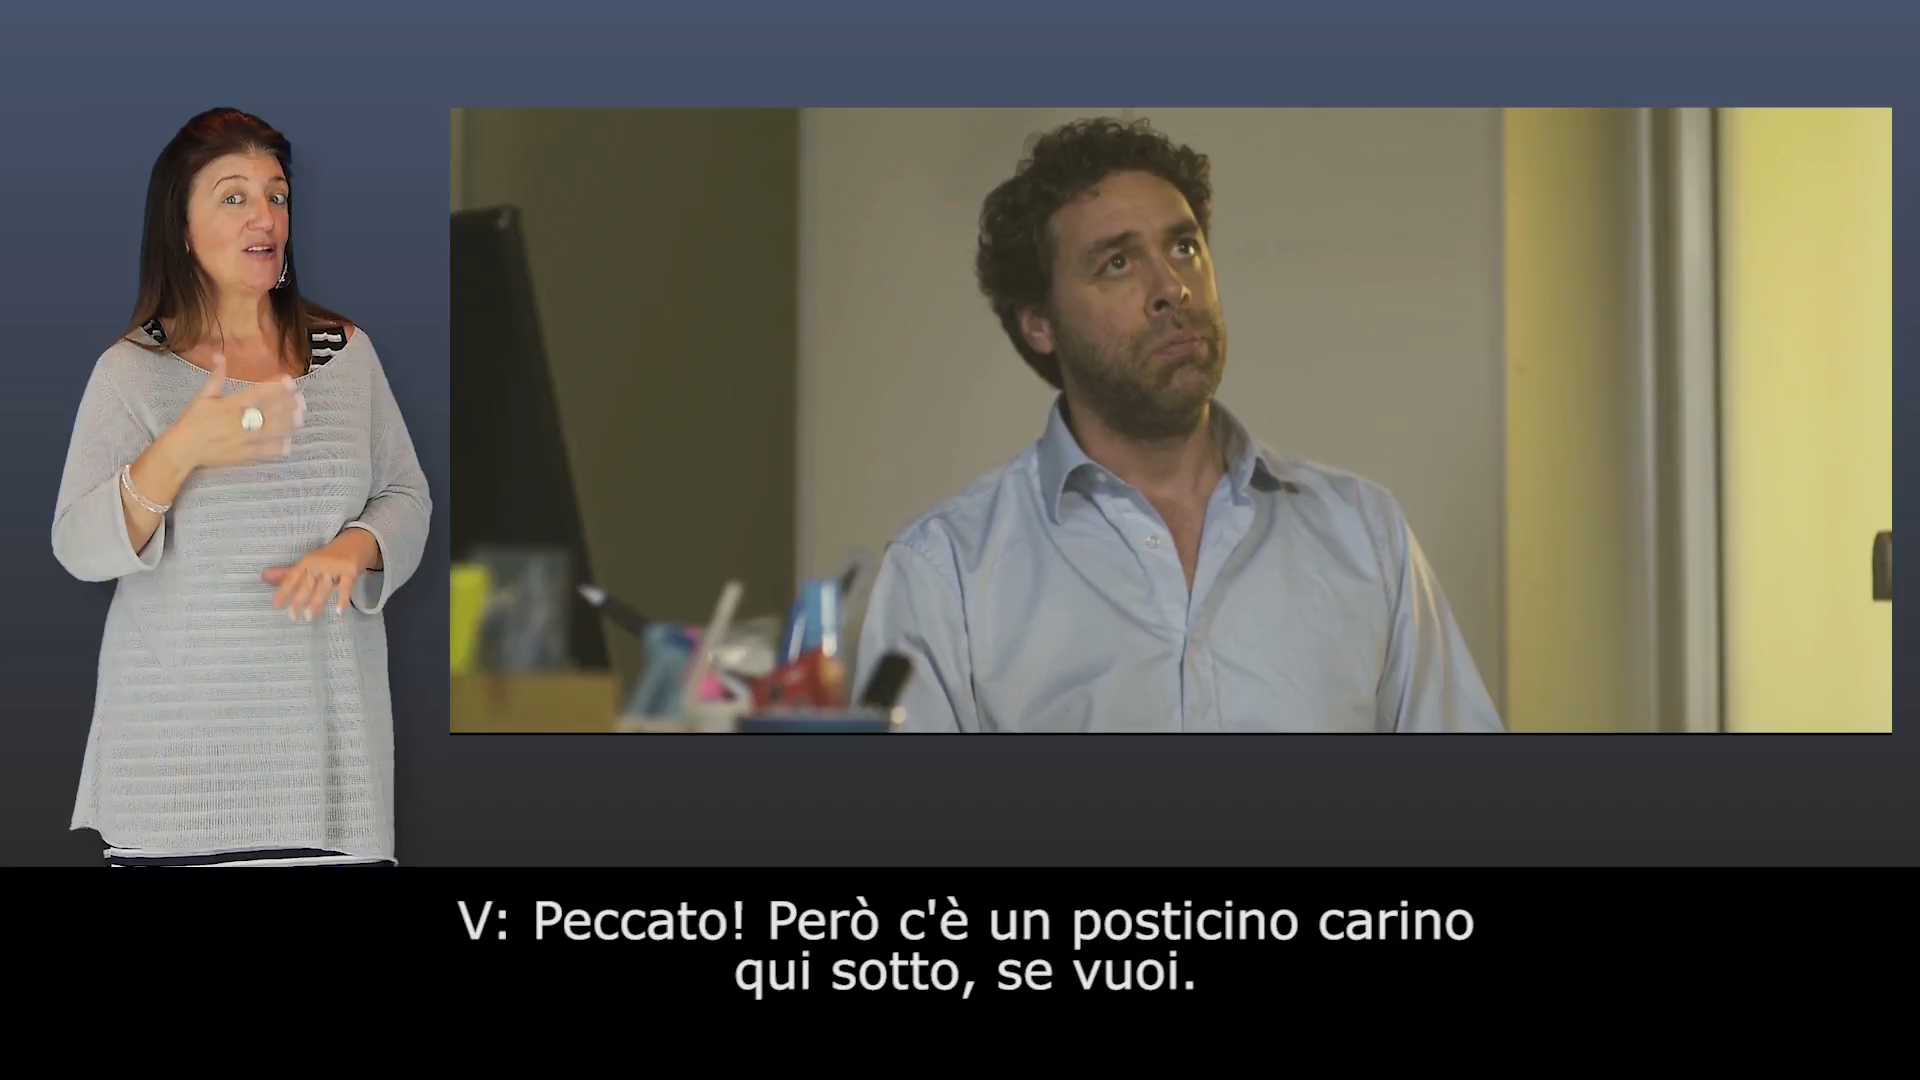 V: Peccato! Però c'è un posticino carino
qui sotto, se vuoi.